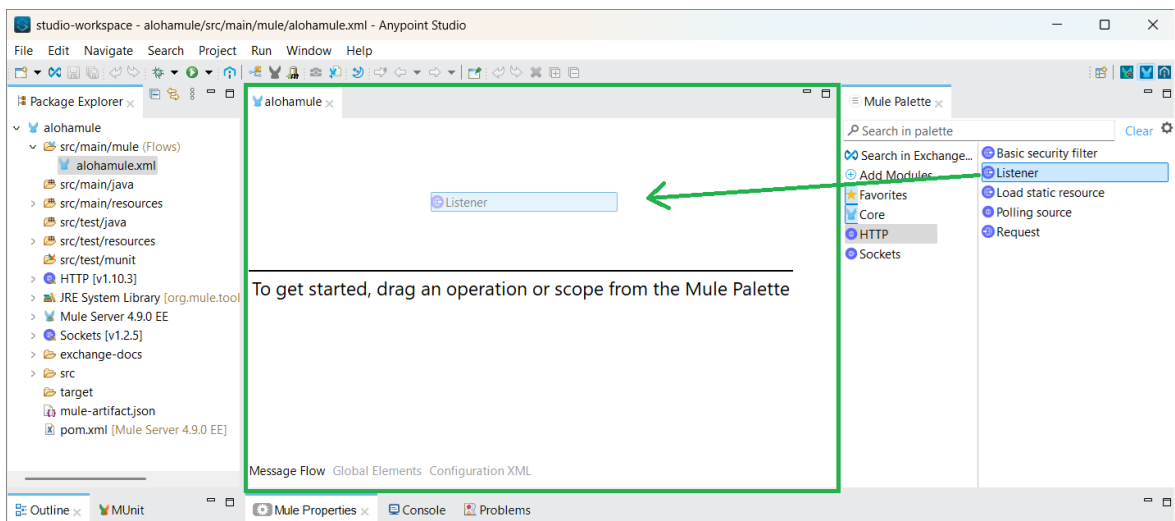 studio-workspace - alohamule/src/main/mule/alohamule.xml - Anypoint Studio
File Edit Navigate Search Project Run Window Help
Package Explorer
alohamule
src/main/mule (Flows)
alohamule.xml
src/main/java
src/main/resources
src/test/java
src/test/resources
src/test/munit
HTTP [v1.10.3]
JRE System Library [org.mule.tool
Mule Server 4.9.0 EE
Sockets [v1.2.5]
exchange-docs
src
target
mule-artifact.json
pom.xml [Mule Server 4.9.0 EE]
Outline MUnit
alohamule
Listener
To get started, drag an operation or scope from the Mule Palette
Message Flow Global Elements Configuration XML
Mule Properties Console Problems
Mule Palette
Search in palette Clear
Search in Exchange...
Add Modules
Favorites
Core
HTTP
Sockets
Basic security filter
Listener
Load static resource
Polling source
Request